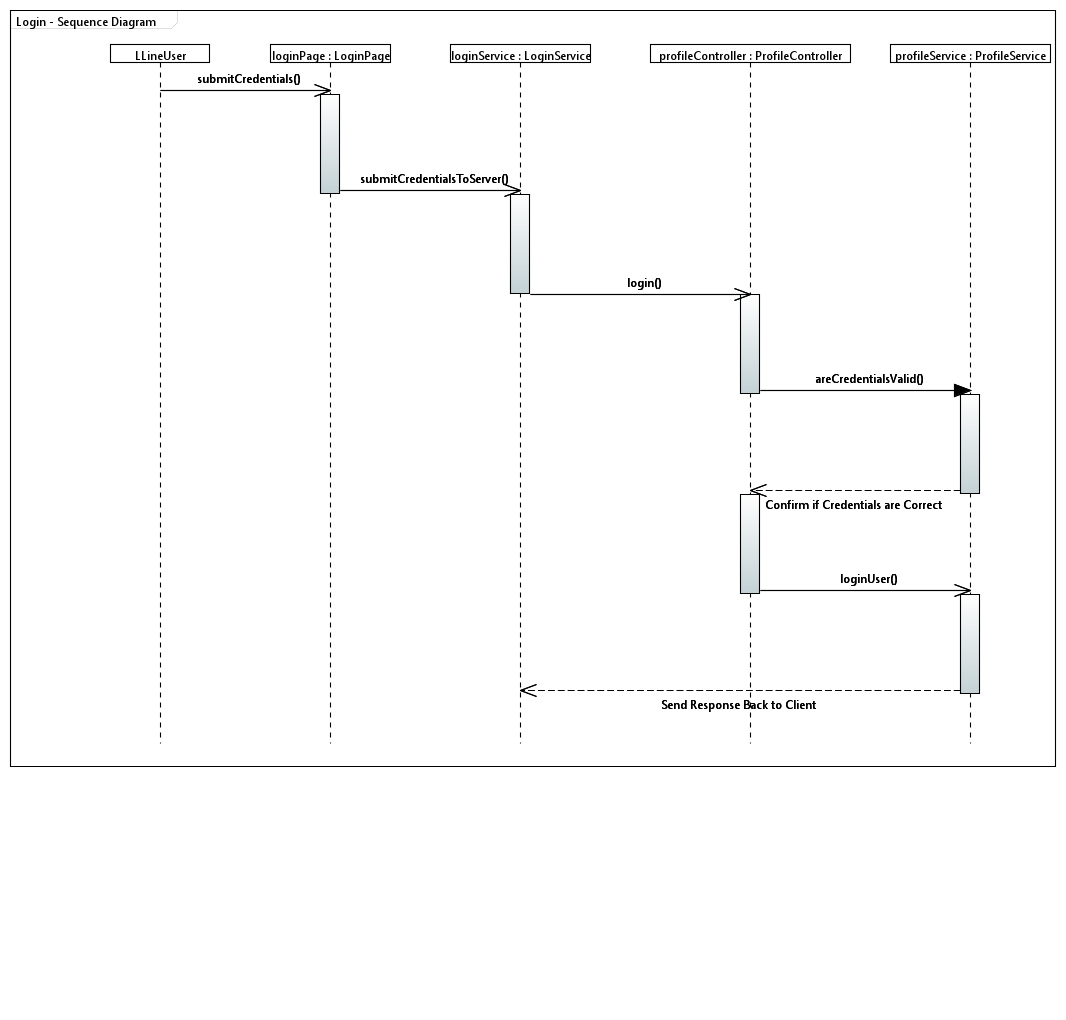 Login - Sequence Diagram
LLineUser
loginPage : LoginPage
loginService : LoginService
profileController : ProfileController
profileService : ProfileService
submitCredentials()
submitCredentialsToServer()
login()
areCredentialsValid()
Confirm if Credentials are Correct
loginUser()
Send Response Back to Client